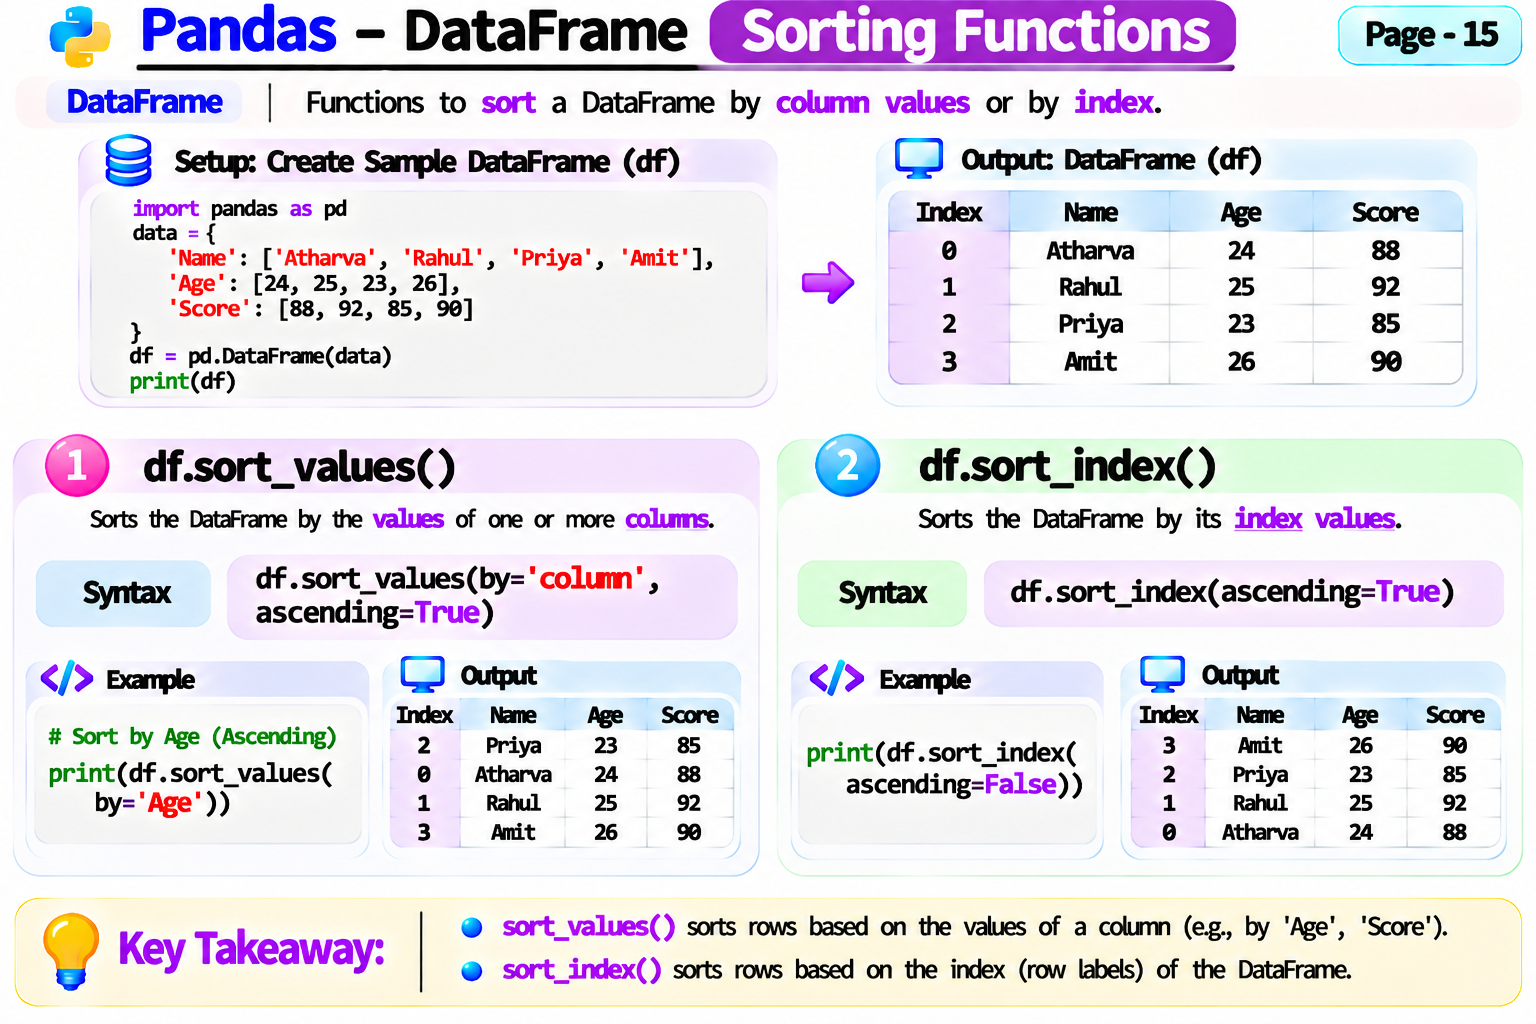 Pandas – DataFrame Sorting Functions
Page - 15
DataFrame | Functions to sort a DataFrame by column values or by index.
Setup: Create Sample DataFrame (df)
import pandas as pd
data = {
'Name': ['Atharva', 'Rahul', 'Priya', 'Amit'],
'Age': [24, 25, 23, 26],
'Score': [88, 92, 85, 90]
}
df = pd.DataFrame(data)
print(df)
Output: DataFrame (df)
Index Name Age Score
0 Atharva 24 88
1 Rahul 25 92
2 Priya 23 85
3 Amit 26 90
1 df.sort_values()
Sorts the DataFrame by the values of one or more columns.
Syntax
df.sort_values(by='column',
ascending=True)
Example
# Sort by Age (Ascending)
print(df.sort_values(
by='Age'))
Output
Index Name Age Score
2 Priya 23 85
0 Atharva 24 88
1 Rahul 25 92
3 Amit 26 90
2 df.sort_index()
Sorts the DataFrame by its index values.
Syntax
df.sort_index(ascending=True)
</> Example
print(df.sort_index(
ascending=False))
Output
Index Name Age Score
3 Amit 26 90
2 Priya 23 85
1 Rahul 25 92
0 Atharva 24 88
Key Takeaway:
sort_values() sorts rows based on the values of a column (e.g., by 'Age', 'Score').
sort_index() sorts rows based on the index (row labels) of the DataFrame.